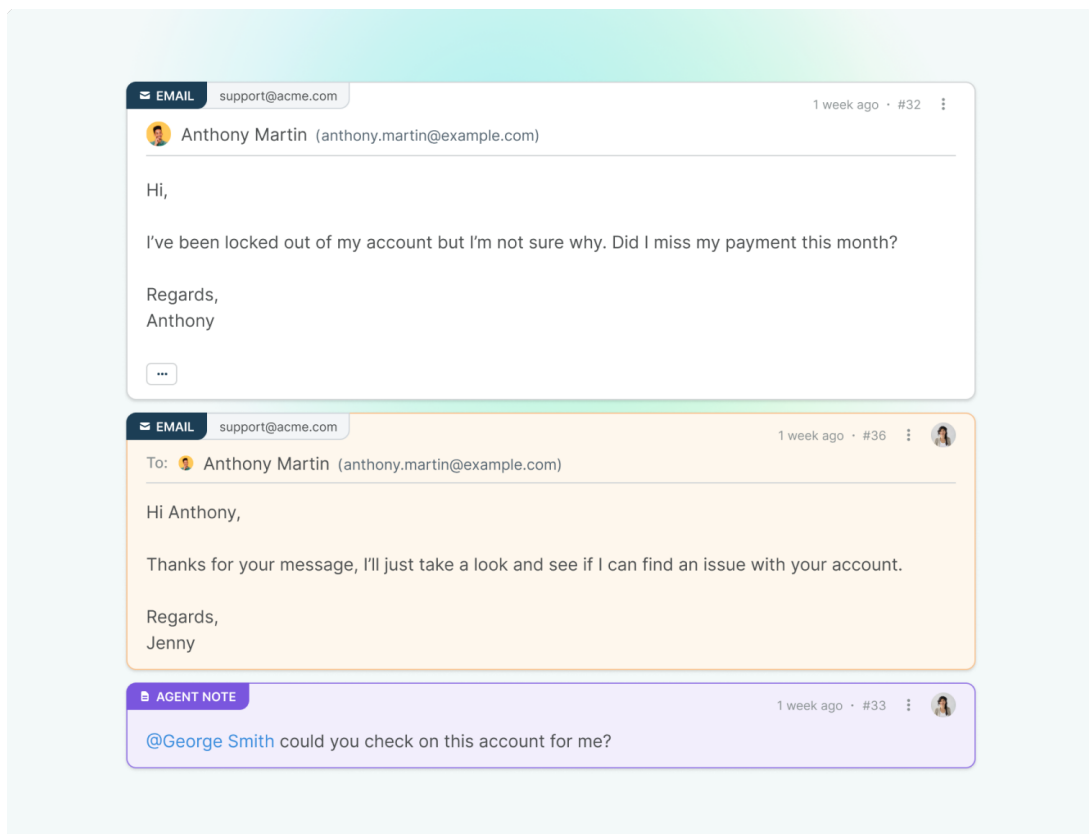 EMAIL support@acme.com
1 week ago • #32
Anthony Martin (anthony.martin@example.com)
Hi,
I’ve been locked out of my account but I’m not sure why. Did I miss my payment this month?
Regards,
Anthony
EMAIL support@acme.com
1 week ago • #36
To: Anthony Martin (anthony.martin@example.com)
Hi Anthony,
Thanks for your message, I’ll just take a look and see if I can find an issue with your account.
Regards,
Jenny
AGENT NOTE
1 week ago • #33
@George Smith could you check on this account for me?